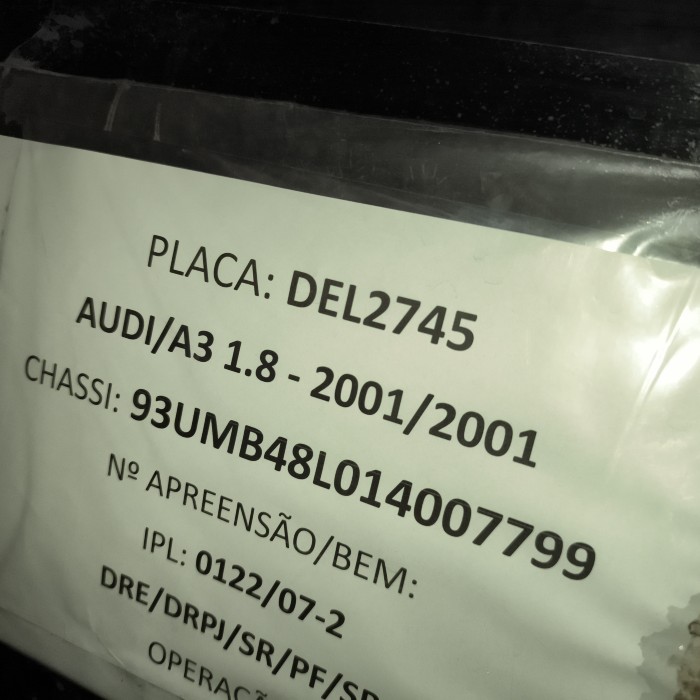 PLACA: DEL2745
AUDI/A3 1.8 - 2001/2001
CHASSI: 93UMB48L014007799
Nº APREENSÃO/BEM:
IPL: 0122/07-2
DRE/DRPJ/SR/PF/SP
OPERAÇÃ